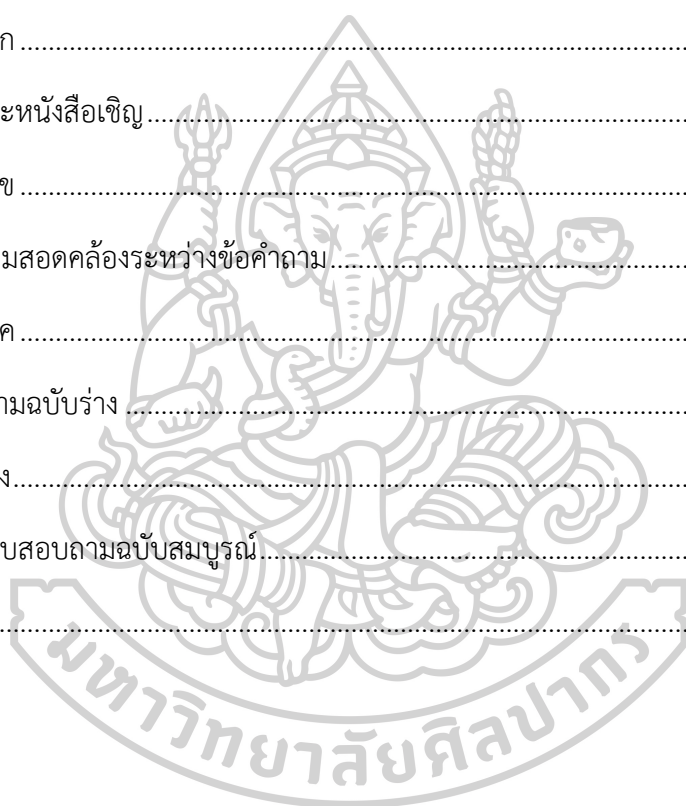 ก ........................................................................
ะหนังสือเชิญ........................................................................
ข ........................................................................
มสอดคล้องระหว่างข้อคำถาม........................................................................
ค ........................................................................
ามฉบับร่าง ........................................................................
ง........................................................................
บสอบถามฉบับสมบูรณ์........................................................................
........................................................................
มหาวิทยาลัยศิลปากร